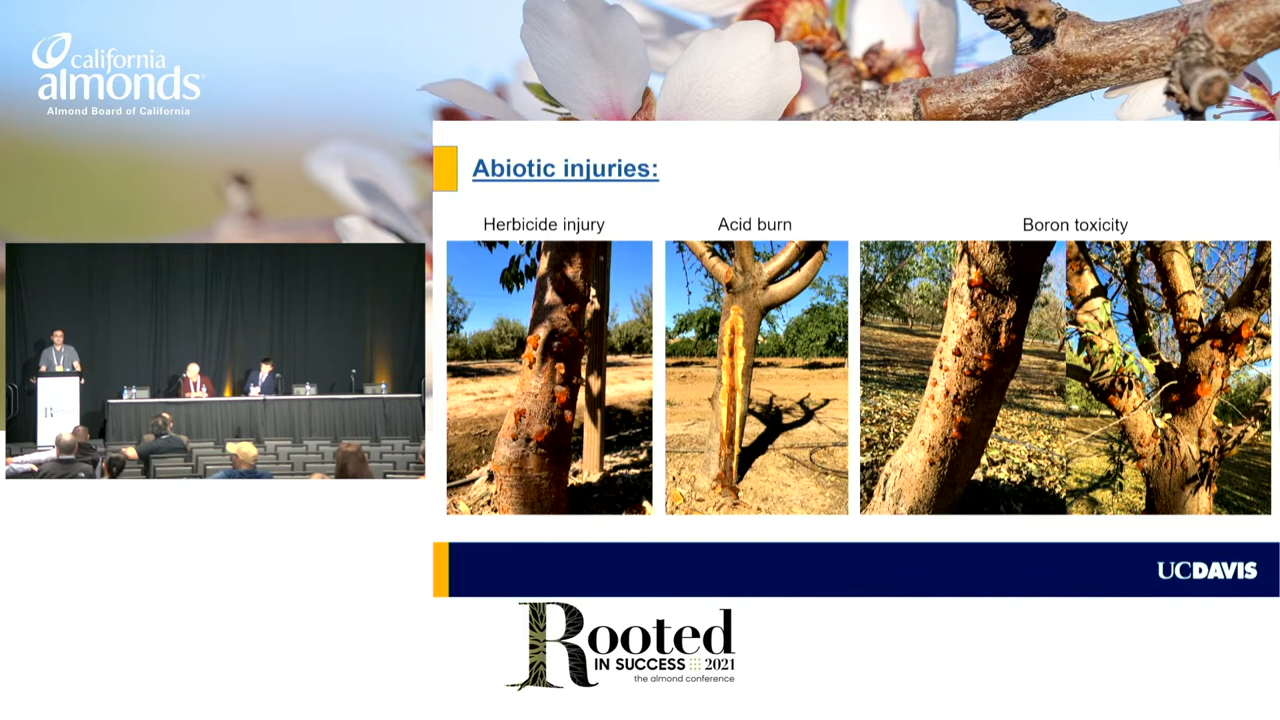 california
almonds
Almond Board of California
Abiotic injuries:
Herbicide injury
Acid burn
Boron toxicity
UCDAVIS
Rooted
IN SUCCESS 2021
the almond conference